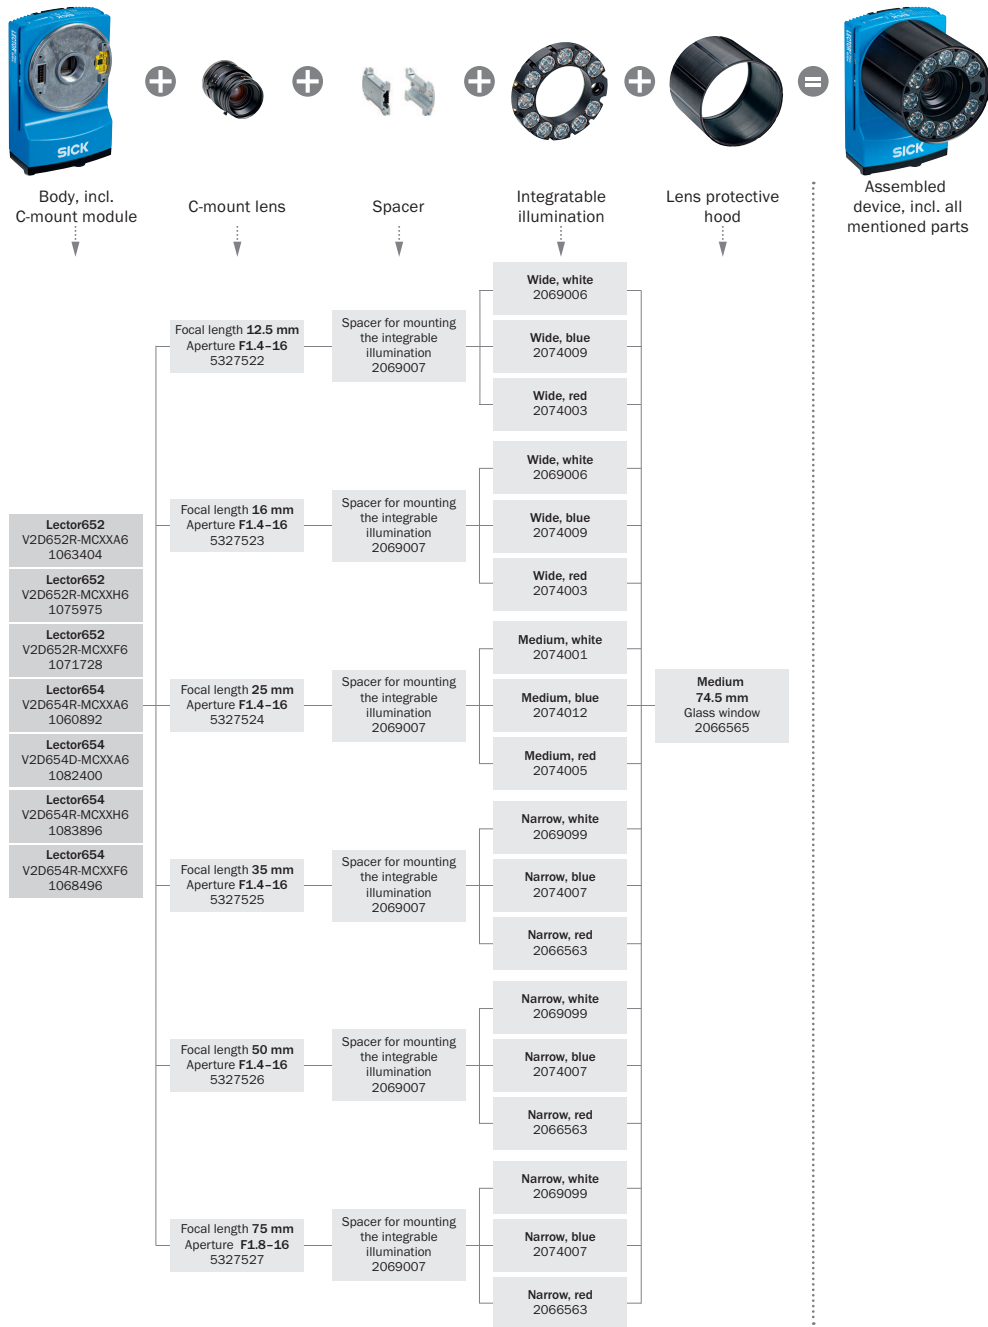 SICK
SICK
Body, incl.
C-mount module
C-mount lens
Spacer
Integratable
illumination
Lens protective
hood
Assembled
device, incl. all
mentioned parts
Lector652
V2D652R-MCXXA6
1063404
Lector652
V2D652R-MCXXH6
1075975
Lector652
V2D652R-MCXXF6
1071728
Lector654
V2D654R-MCXXA6
1060892
Lector654
V2D654D-MCXXA6
1082400
Lector654
V2D654R-MCXXH6
1083896
Lector654
V2D654R-MCXXF6
1068496
Focal length 12.5 mm
Aperture F1.4–16
5327522
Spacer for mounting
the integrable
illumination
2069007
Wide, white
2069006
Wide, blue
2074009
Wide, red
2074003
Focal length 16 mm
Aperture F1.4–16
5327523
Spacer for mounting
the integrable
illumination
2069007
Wide, white
2069006
Wide, blue
2074009
Wide, red
2074003
Focal length 25 mm
Aperture F1.4–16
5327524
Spacer for mounting
the integrable
illumination
2069007
Medium, white
2074001
Medium, blue
2074012
Medium, red
2074005
Focal length 35 mm
Aperture F1.4–16
5327525
Spacer for mounting
the integrable
illumination
2069007
Narrow, white
2069099
Narrow, blue
2074007
Narrow, red
2066563
Focal length 50 mm
Aperture F1.4–16
5327526
Spacer for mounting
the integrable
illumination
2069007
Narrow, white
2069099
Narrow, blue
2074007
Narrow, red
2066563
Focal length 75 mm
Aperture F1.8–16
5327527
Spacer for mounting
the integrable
illumination
2069007
Narrow, white
2069099
Narrow, blue
2074007
Narrow, red
2066563
Medium
74.5 mm
Glass window
2066565